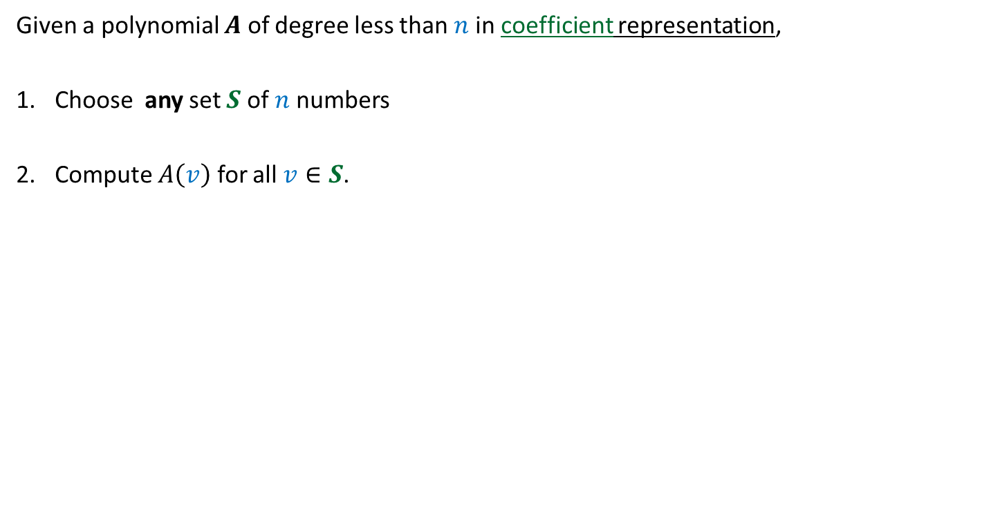 Given a polynomial A of degree less than n in coefficient representation,
1. Choose any set S of n numbers
2. Compute A(v) for all v ∈ S.